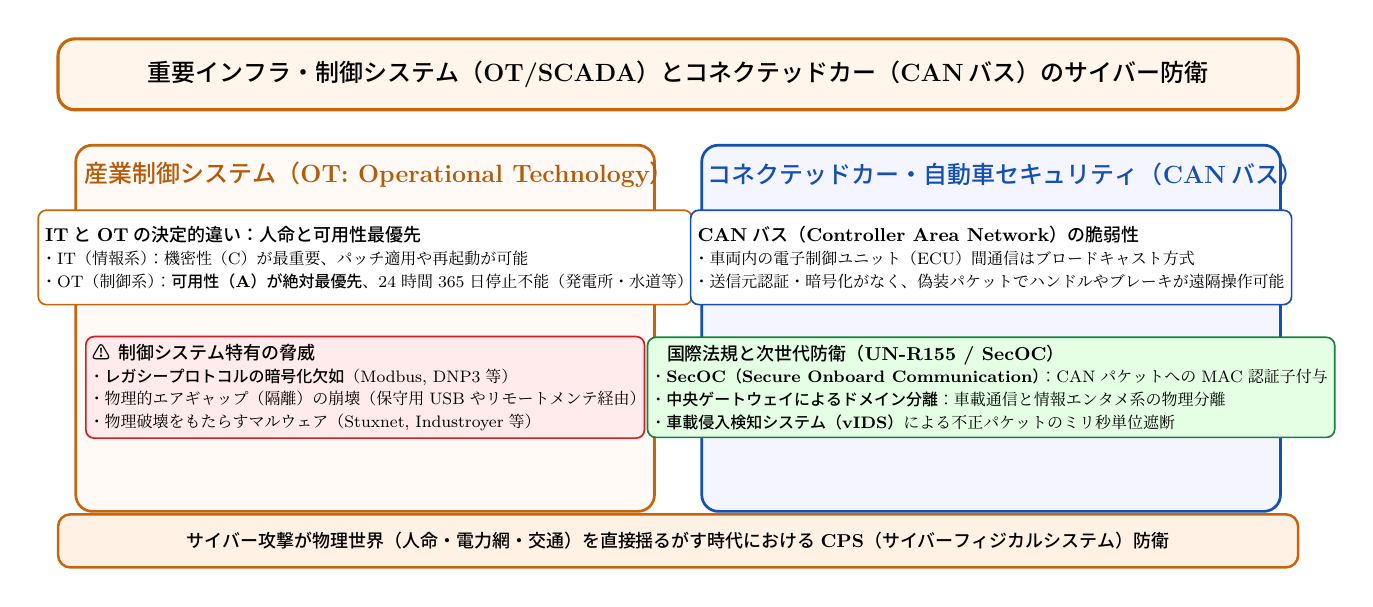 重要インフラ・制御システム（OT/SCADA）とコネクテッドカー（CAN バス）のサイバー防衛
産業制御システム（OT: Operational Technology）
IT と OT の決定的違い：人命と可用性最優先
・IT（情報系）：機密性（C）が最重要、パッチ適用や再起動が可能
・OT（制御系）：可用性（A）が絶対最優先、24 時間 365 日停止不能（発電所・水道等）
⚠ 制御システム特有の脅威
・レガシープロトコルの暗号化欠如（Modbus, DNP3 等）
・物理的エアギャップ（隔離）の崩壊（保守用 USB やリモートメンテ経由）
・物理破壊をもたらすマルウェア（Stuxnet, Industroyer 等）
コネクテッドカー・自動車セキュリティ（CAN バス）
CAN バス（Controller Area Network）の脆弱性
・車両内の電子制御ユニット（ECU）間通信はブロードキャスト方式
・送信元認証・暗号化がなく、偽装パケットでハンドルやブレーキが遠隔操作可能
国際法規と次世代防衛（UN-R155 / SecOC）
・SecOC（Secure Onboard Communication）：CAN パケットへの MAC 認証子付与
・中央ゲートウェイによるドメイン分離：車載通信と情報エンタメ系の物理分離
・車載侵入検知システム（vIDS）による不正パケットのミリ秒単位遮断
サイバー攻撃が物理世界（人命・電力網・交通）を直接揺るがす時代における CPS（サイバーフィジカルシステム）防衛